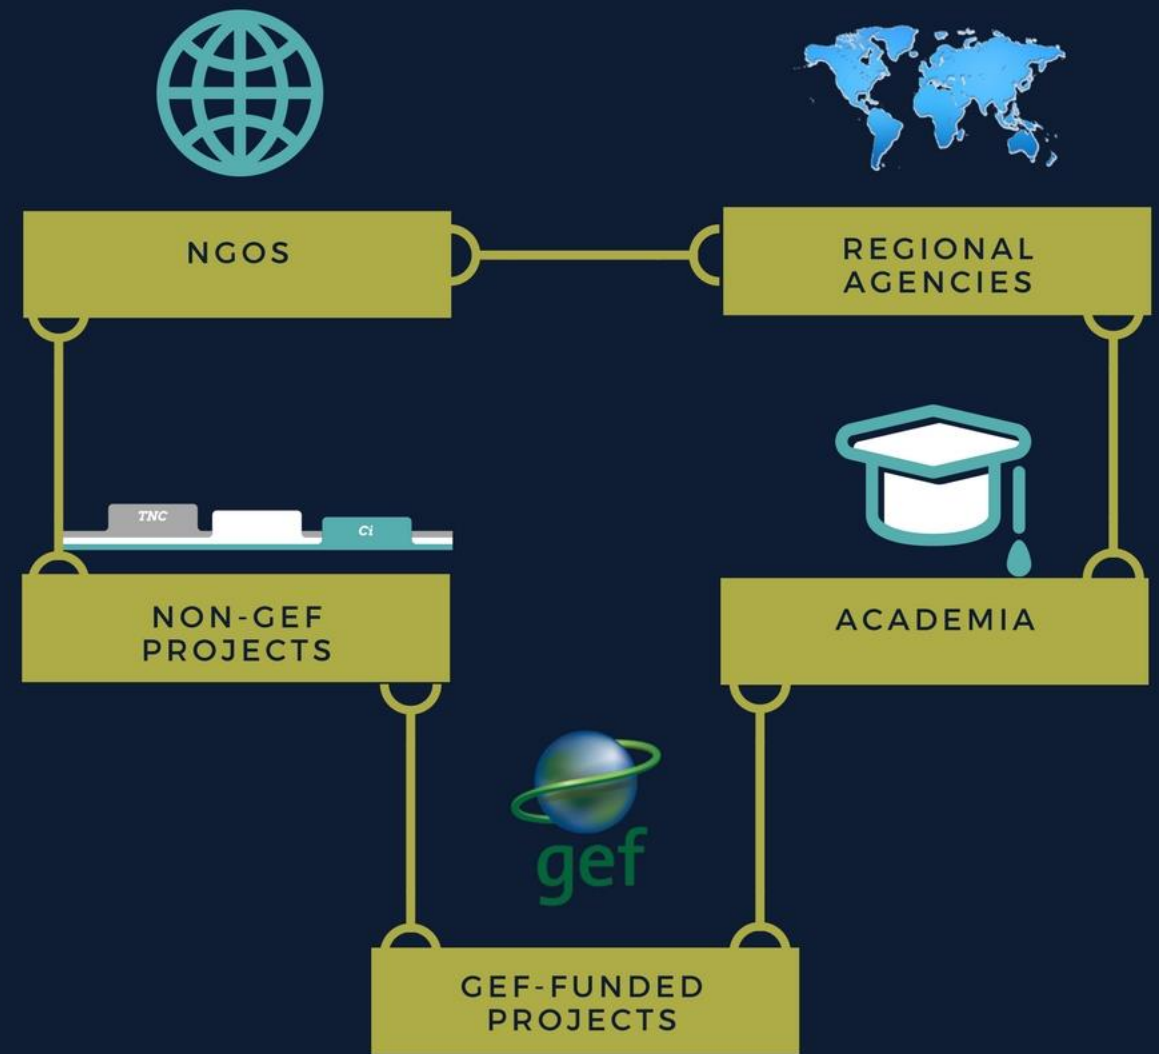 NGOS
REGIONAL
AGENCIES
TNC
Ci
NON-GEF
PROJECTS
ACADEMIA
gef
GEF-FUNDED
PROJECTS